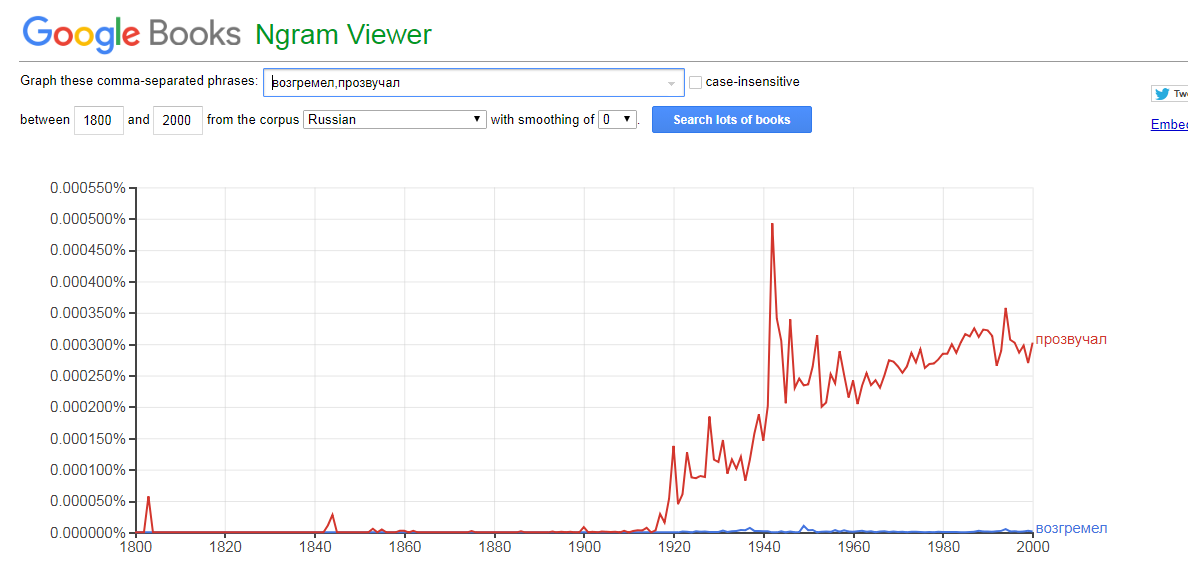 Google Books Ngram Viewer
Graph these comma-separated phrases: возгремел,прозвучал case-insensitive
between 1800 and 2000 from the corpus Russian with smoothing of 0 . Search lots of books
Embe
0.000550%
0.000500%
0.000450%
0.000400%
0.000350%
0.000300%
прозвучал
0.000250%
0.000200%
0.000150%
0.000100%
0.000050%
0.000000%
возгремел
1800 1820 1840 1860 1880 1900 1920 1940 1960 1980 2000